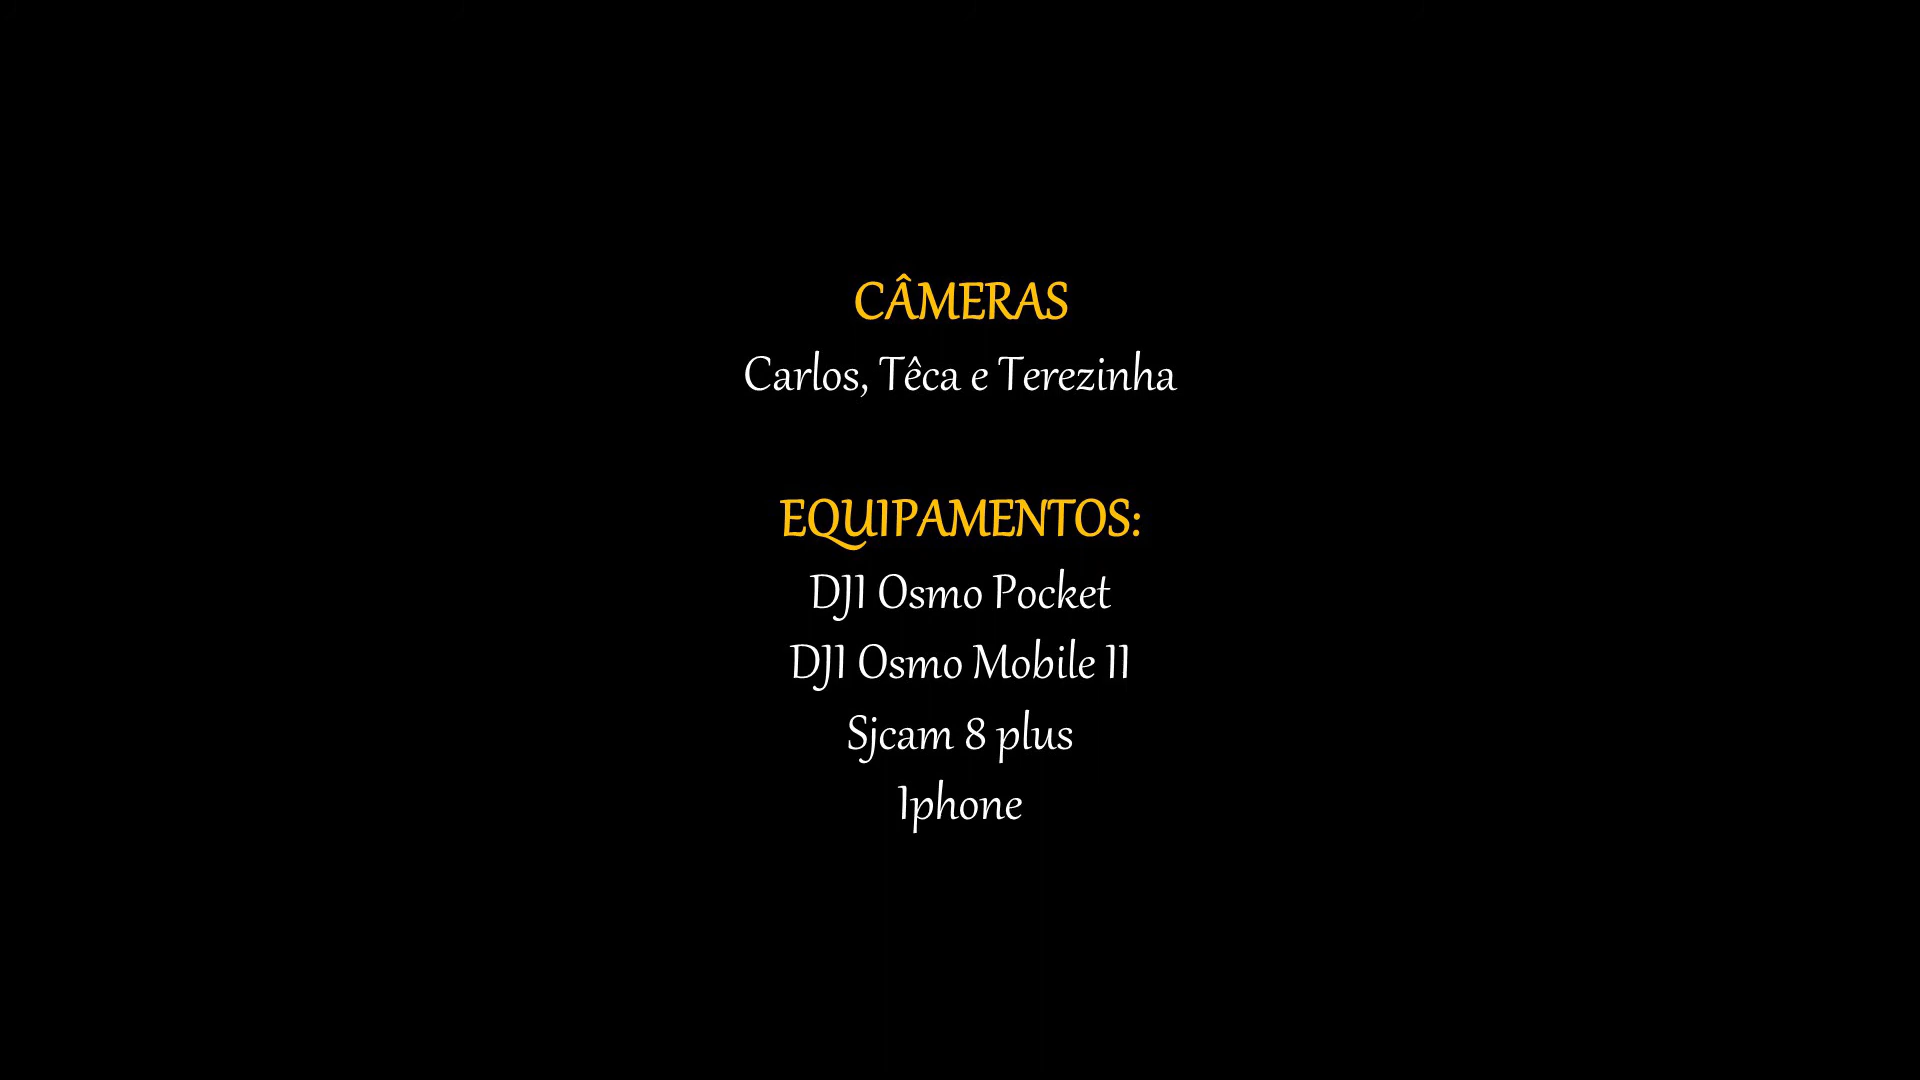 CÂMERAS
Carlos, Têca e Terezinha
EQUIPAMENTOS:
DJI Osmo Pocket
DJI Osmo Mobile II
Sjcam 8 plus
Iphone